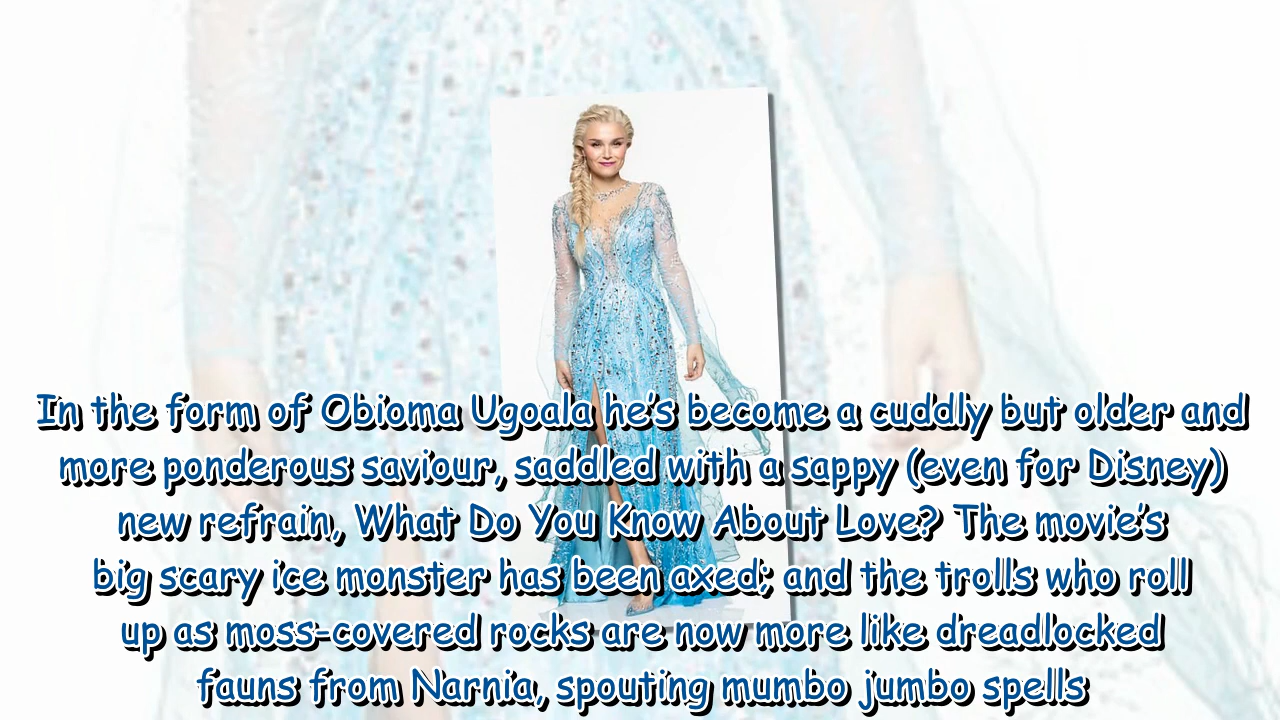 In the form of Obioma Ugoala he's become a cuddly but older and
more ponderous saviour, saddled with a sappy (even for Disney)
new refrain, What Do You Know About Love? The movie's
big scary ice monster has been axed; and the trolls who roll
up as moss-covered rocks are now more like dreadlocked
fauns from Narnia, spouting mumbo jumbo spells